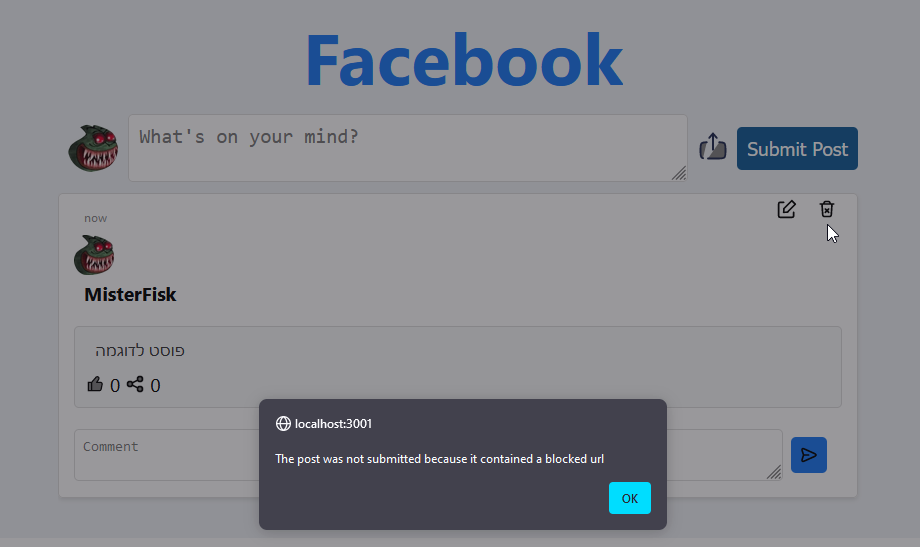 Facebook
What's on your mind?
Submit Post
now
MisterFisk
פוסט לדוגמה
0 0
Comment
localhost:3001
The post was not submitted because it contained a blocked url
OK